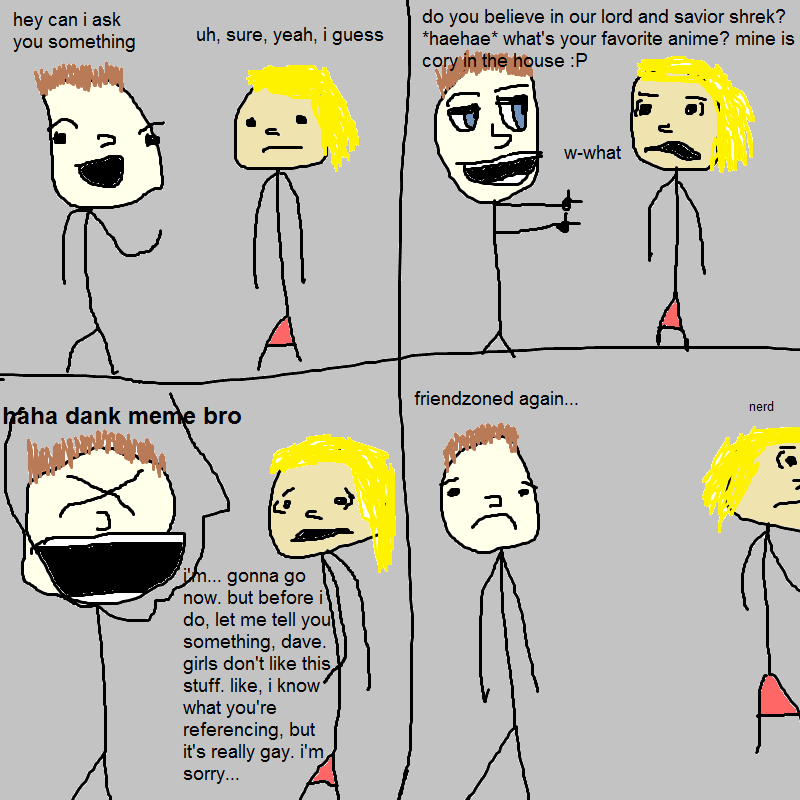 hey can i ask
you something
uh, sure, yeah, i guess
do you believe in our lord and savior shrek?
*haehae* what's your favorite anime? mine is
cory in the house :P
w-what
haha dank meme bro
i'm... gonna go
now. but before i
do, let me tell you
something, dave.
girls don't like this
stuff. like, i know
what you're
referencing, but
it's really gay. i'm
sorry...
friendzoned again...
nerd